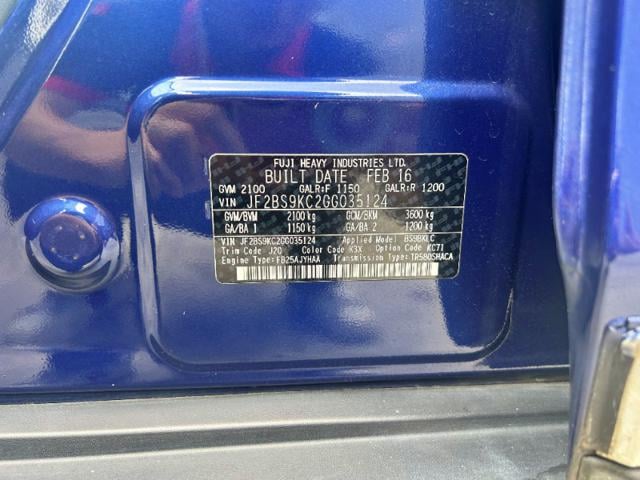 FUJI HEAVY INDUSTRIES LTD.
BUILT DATE FEB 16
GVM 2100 GALR:F 1150 GALR:R 1200
VIN JF2BS9KC2GG035124
GVM/BVM 2100 kg GCM/BKM 3600 kg
GA/BA 1 1150 kg GA/BA 2 1200 kg
VIN JF2BS9KC2GG035124 Applied Model BS9BKLC
Trim Code J20 Color Code K3X Option Code KC71
Engine Type: FB25AJYHAA Transmission Type: TR580SHACA